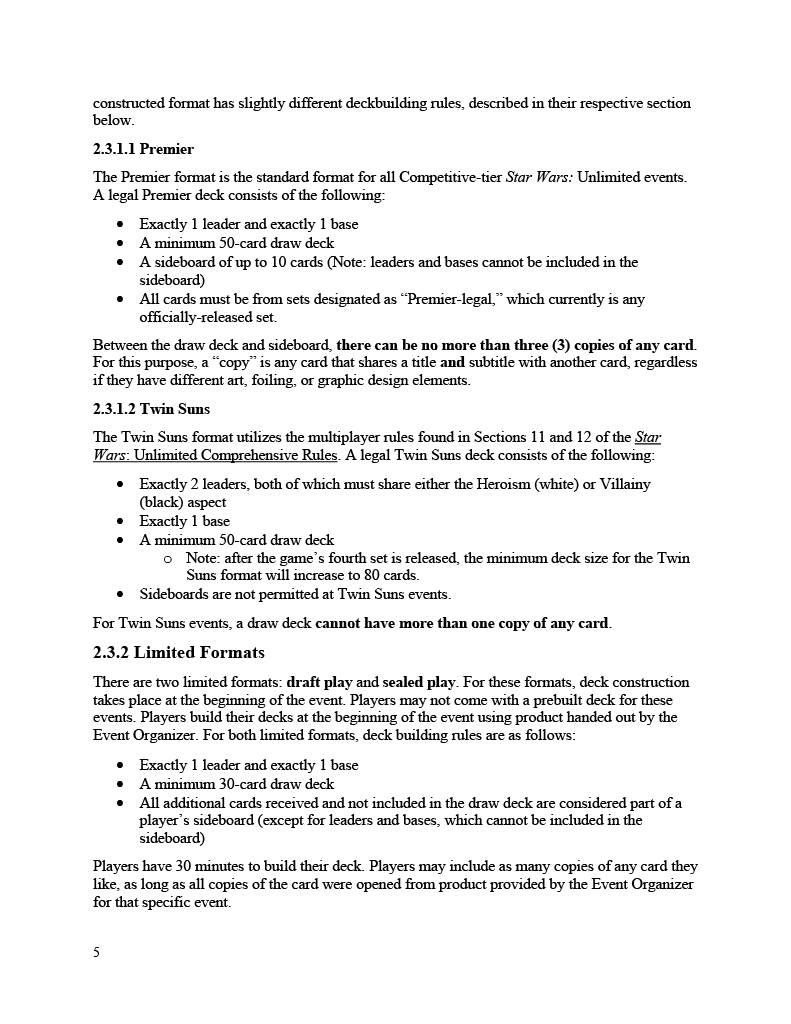 constructed format has slightly different deckbuilding rules, described in their respective section
below.
2.3.1.1 Premier
The Premier format is the standard format for all Competitive-tier Star Wars: Unlimited events.
A legal Premier deck consists of the following:
• Exactly 1 leader and exactly 1 base
• A minimum 50-card draw deck
• A sideboard of up to 10 cards (Note: leaders and bases cannot be included in the
sideboard)
• All cards must be from sets designated as “Premier-legal,” which currently is any
officially-released set.
Between the draw deck and sideboard, there can be no more than three (3) copies of any card.
For this purpose, a “copy” is any card that shares a title and subtitle with another card, regardless
if they have different art, foiling, or graphic design elements.
2.3.1.2 Twin Suns
The Twin Suns format utilizes the multiplayer rules found in Sections 11 and 12 of the Star
Wars: Unlimited Comprehensive Rules. A legal Twin Suns deck consists of the following:
• Exactly 2 leaders, both of which must share either the Heroism (white) or Villainy
(black) aspect
• Exactly 1 base
• A minimum 50-card draw deck
o Note: after the game’s fourth set is released, the minimum deck size for the Twin
Suns format will increase to 80 cards.
• Sideboards are not permitted at Twin Suns events.
For Twin Suns events, a draw deck cannot have more than one copy of any card.
2.3.2 Limited Formats
There are two limited formats: draft play and sealed play. For these formats, deck construction
takes place at the beginning of the event. Players may not come with a prebuilt deck for these
events. Players build their decks at the beginning of the event using product handed out by the
Event Organizer. For both limited formats, deck building rules are as follows:
• Exactly 1 leader and exactly 1 base
• A minimum 30-card draw deck
• All additional cards received and not included in the draw deck are considered part of a
player’s sideboard (except for leaders and bases, which cannot be included in the
sideboard)
Players have 30 minutes to build their deck. Players may include as many copies of any card they
like, as long as all copies of the card were opened from product provided by the Event Organizer
for that specific event.
5